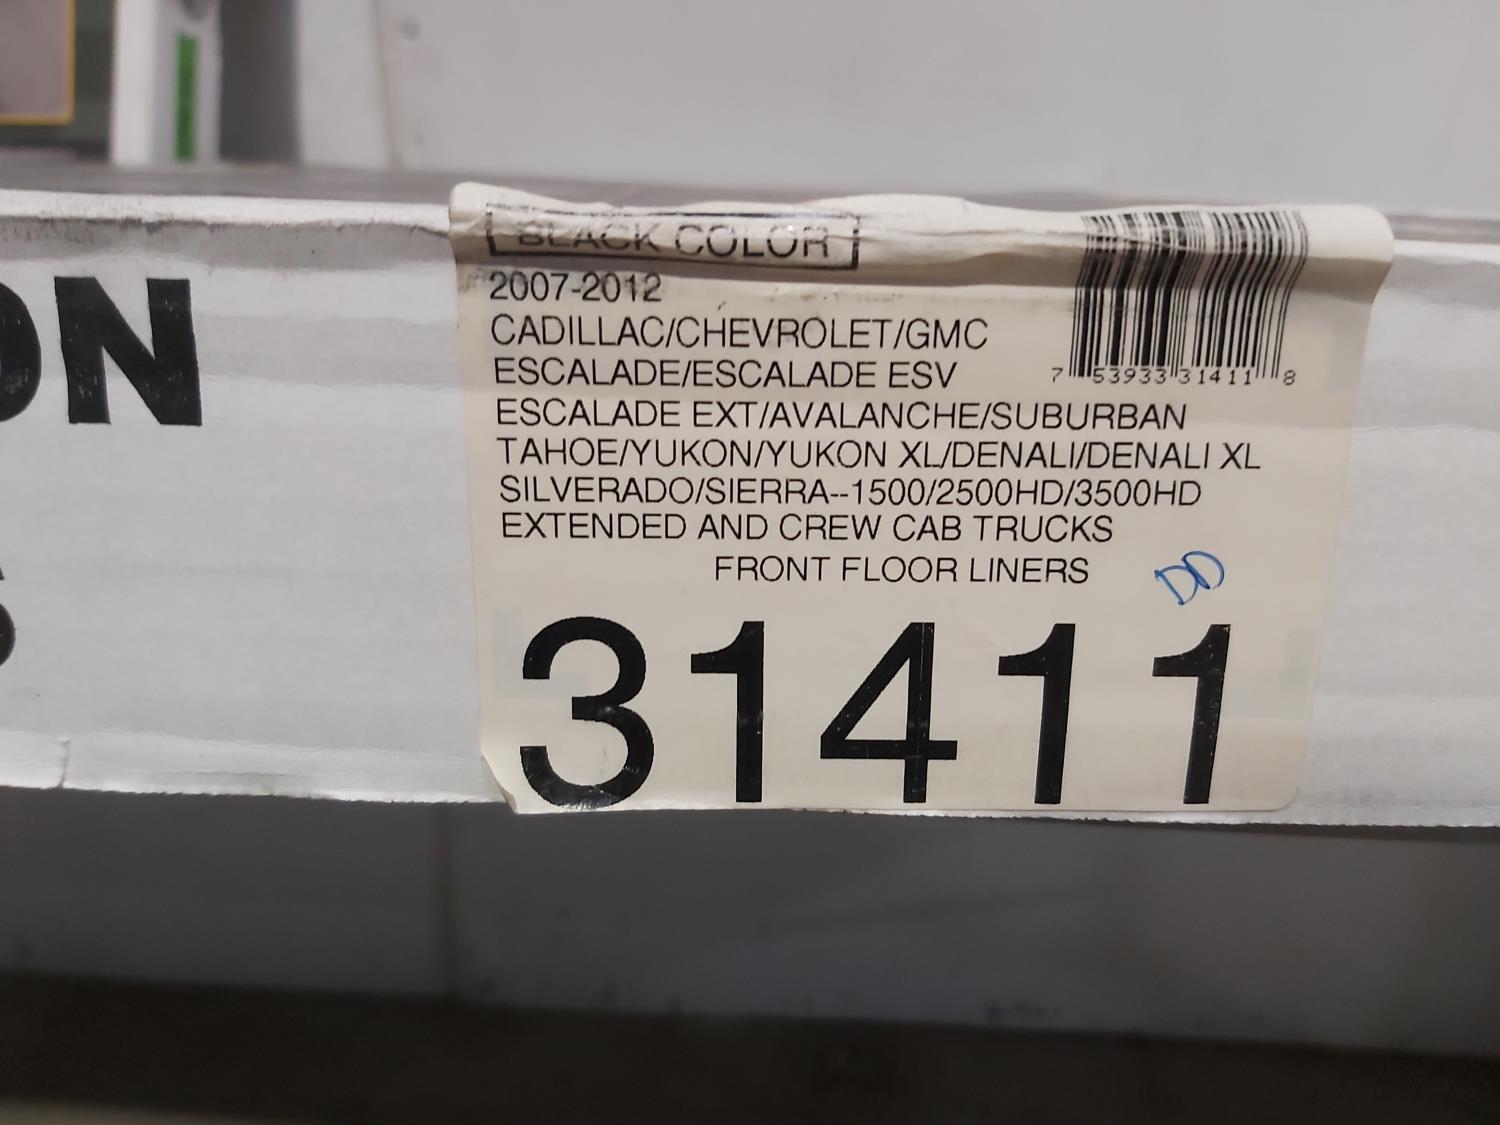 ON
BLACK COLOR
2007-2012
CADILLAC/CHEVROLET/GMC
ESCALADE/ESCALADE ESV
ESCALADE EXT/AVALANCHE/SUBURBAN
TAHOE/YUKON/YUKON XL/DENALI/DENALI XL
SILVERADO/SIERRA--1500/2500HD/3500HD
EXTENDED AND CREW CAB TRUCKS
FRONT FLOOR LINERS
DD
31411
7 53933 31411 8